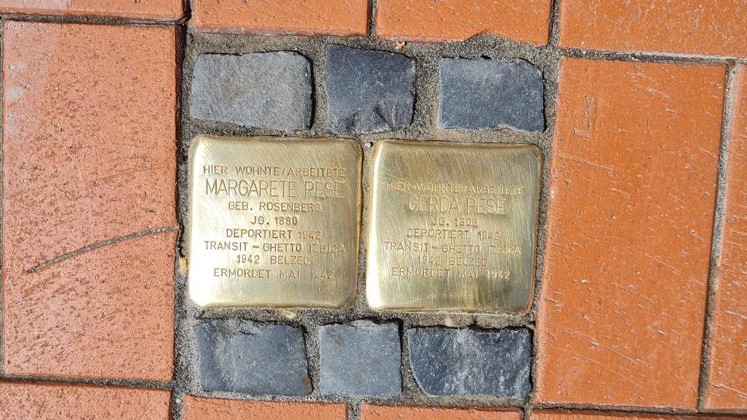 HIER WOHNTE/ARBEITETE
MARGARETE PESE
GEB. ROSENBERG
JG. 1880
DEPORTIERT 1942
TRANSIT-GHETTO IZBICA
1942 BELZEC
ERMORDET MAI 1942
HIER WOHNTE/ARBEITETE
GERDA PESE
JG.
DEPORTIERT 1942
TRANSIT-GHETTO IZBICA
1942 BELZEC
ERMORDET MAI 1942